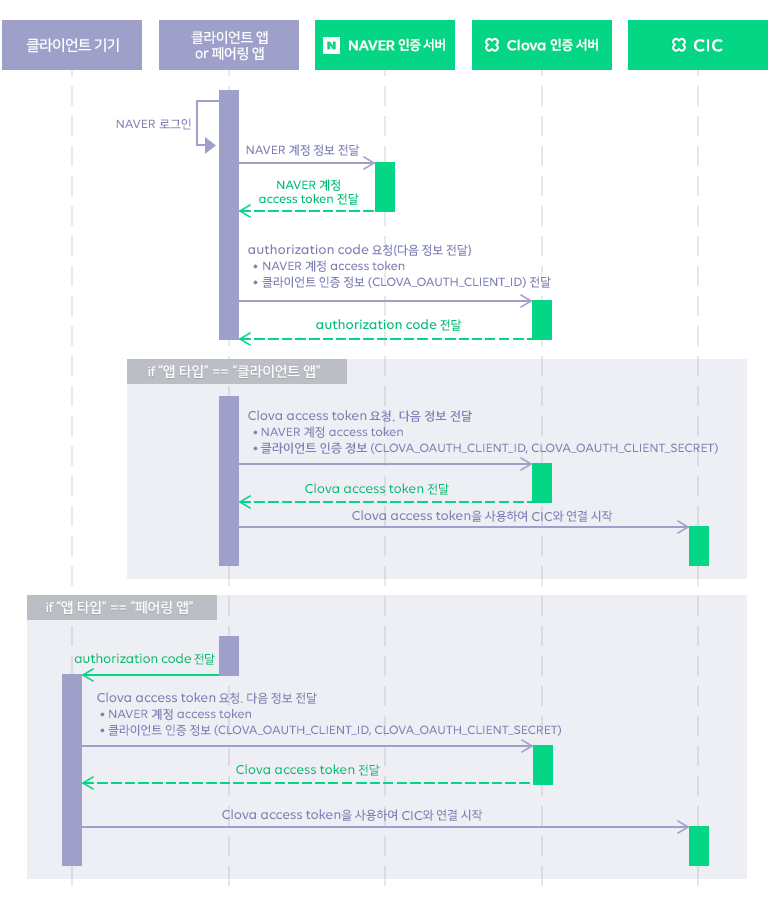 클라이언트 기기
클라이언트 앱
or 페어링 앱
N NAVER 인증 서버
Clova 인증 서버
CIC
NAVER 로그인
NAVER 계정 정보 전달
NAVER 계정
access token 전달
authorization code 요청(다음 정보 전달)
• NAVER 계정 access token
• 클라이언트 인증 정보 (CLOVA_OAUTH_CLIENT_ID) 전달
authorization code 전달
if “앱 타입” == “클라이언트 앱”
Clova access token 요청. 다음 정보 전달
• NAVER 계정 access token
• 클라이언트 인증 정보 (CLOVA_OAUTH_CLIENT_ID, CLOVA_OAUTH_CLIENT_SECRET)
Clova access token 전달
Clova access token을 사용하여 CIC와 연결 시작
if “앱 타입” == “페어링 앱”
authorization code 전달
Clova access token 요청. 다음 정보 전달
• NAVER 계정 access token
• 클라이언트 인증 정보 (CLOVA_OAUTH_CLIENT_ID, CLOVA_OAUTH_CLIENT_SECRET)
Clova access token 전달
Clova access token을 사용하여 CIC와 연결 시작